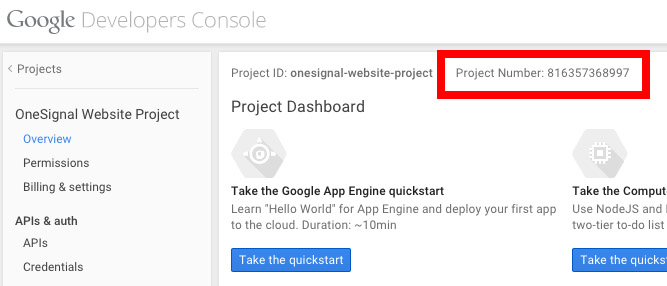 Google Developers Console
< Projects
Project ID: onesignal-website-project Project Number: 816357368997
Project Dashboard
OneSignal Website Project
Overview
Permissions
Billing & settings
APIs & auth
APIs
Credentials
Take the Google App Engine quickstart
Learn "Hello World" for App Engine and deploy your first app
to the cloud. Duration: ~10min
Take the quickstart
Take the Comput
Use NodeJS and
two-tier to-do list
Take the quickst